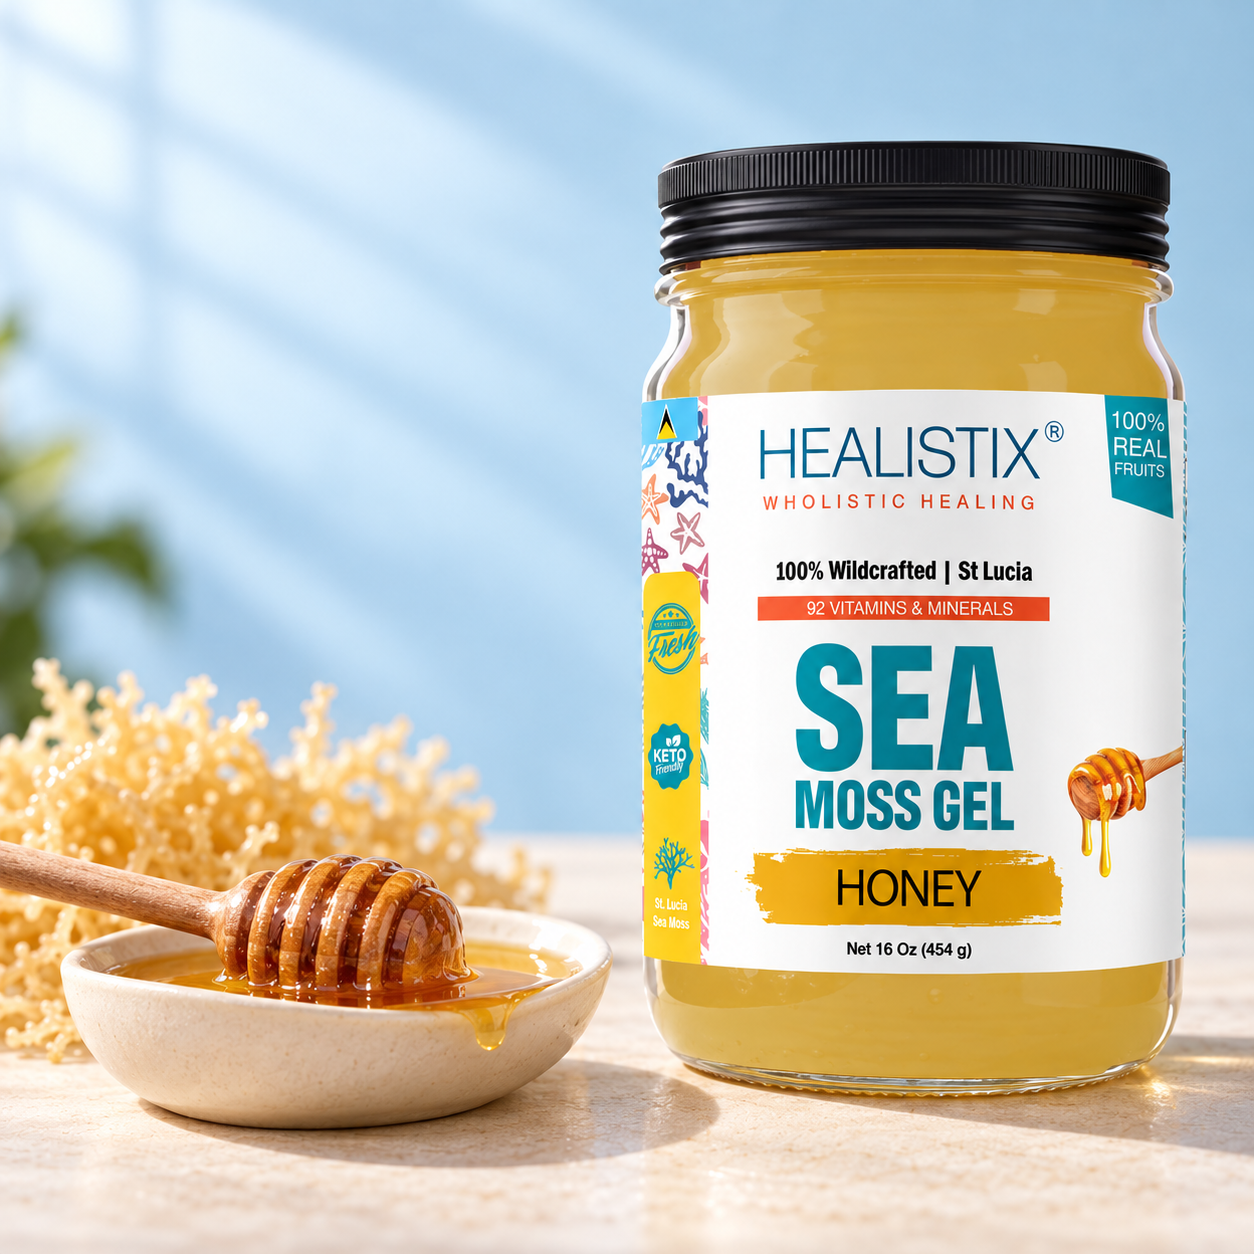 HEALISTIX®
WHOLISTIC HEALING
100%
REAL
FRUITS
100% Wildcrafted | St Lucia
92 VITAMINS & MINERALS
SEA
MOSS GEL
HONEY
Net 16 Oz (454 g)
Fresh
KETO
Friendly
St. Lucia
Sea Moss